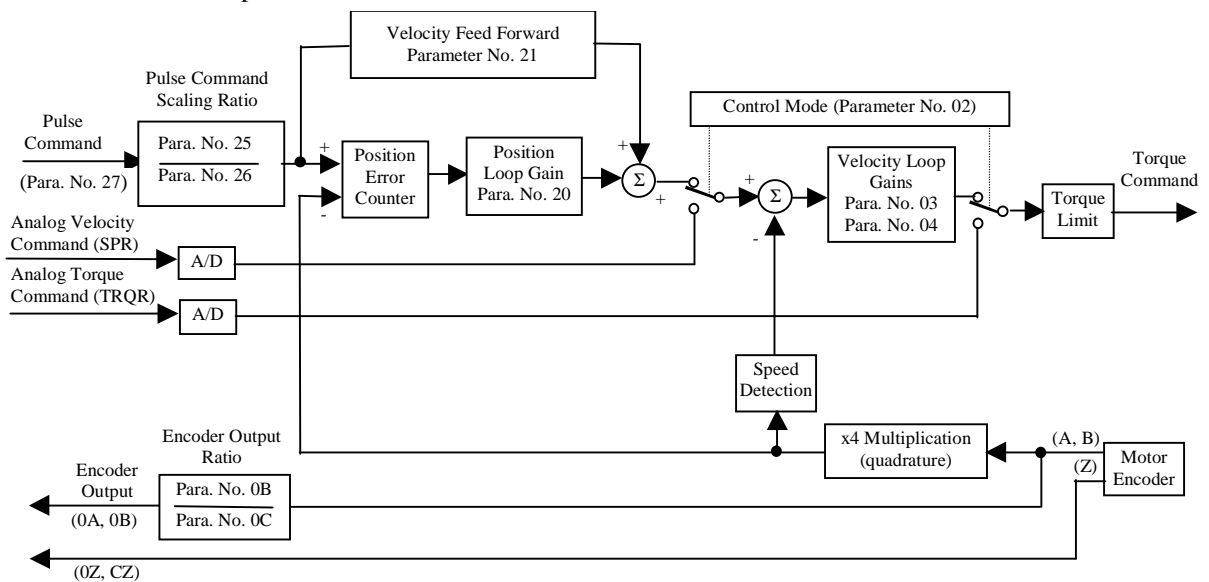 Velocity Feed Forward
Parameter No. 21
Pulse Command
Scaling Ratio
Control Mode (Parameter No. 02)
Pulse
Command
(Para. No. 27)
Para. No. 25
Para. No. 26
+
-
Position
Error
Counter
Position
Loop Gain
Para. No. 20
+
Σ
+
+
Σ
-
Velocity Loop
Gains
Para. No. 03
Para. No. 04
Torque
Limit
Torque
Command
Analog Velocity
Command (SPR)
A/D
Analog Torque
Command (TRQR)
A/D
Speed
Detection
Encoder Output
Ratio
x4 Multiplication
(quadrature)
(A, B)
(Z)
Motor
Encoder
Encoder
Output
(0A, 0B)
Para. No. 0B
Para. No. 0C
(0Z, CZ)